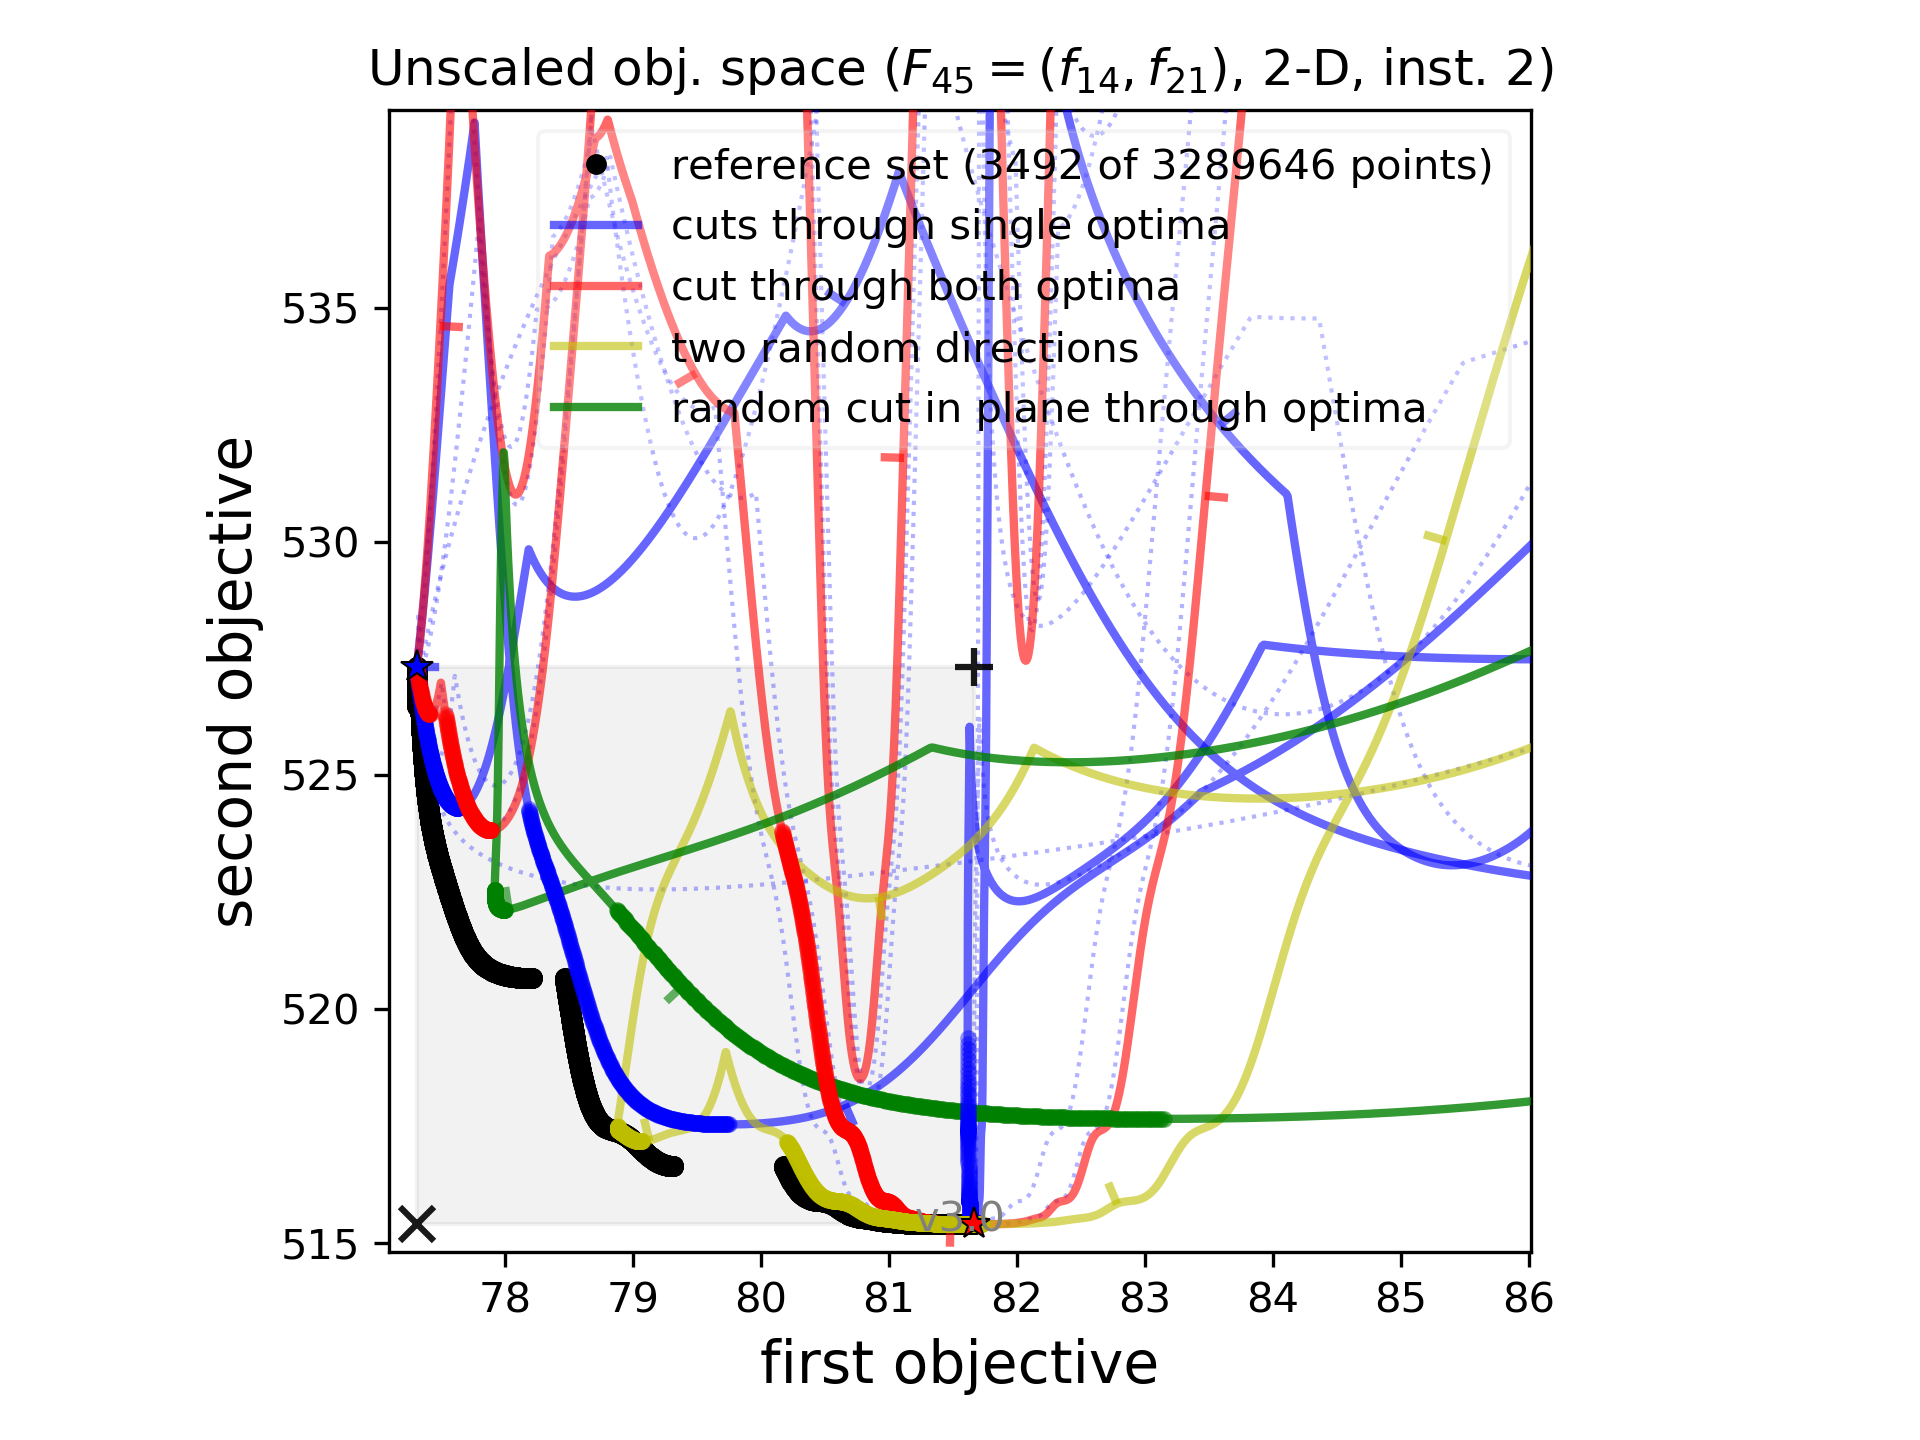 Unscaled obj. space (F45 = (f14, f21), 2-D, inst. 2)
reference set (3492 of 3289646 points)
cuts through single optima
cut through both optima
two random directions
random cut in plane through optima
535
530
525
520
515
second objective
v3.0
78 79 80 81 82 83 84 85 86
first objective